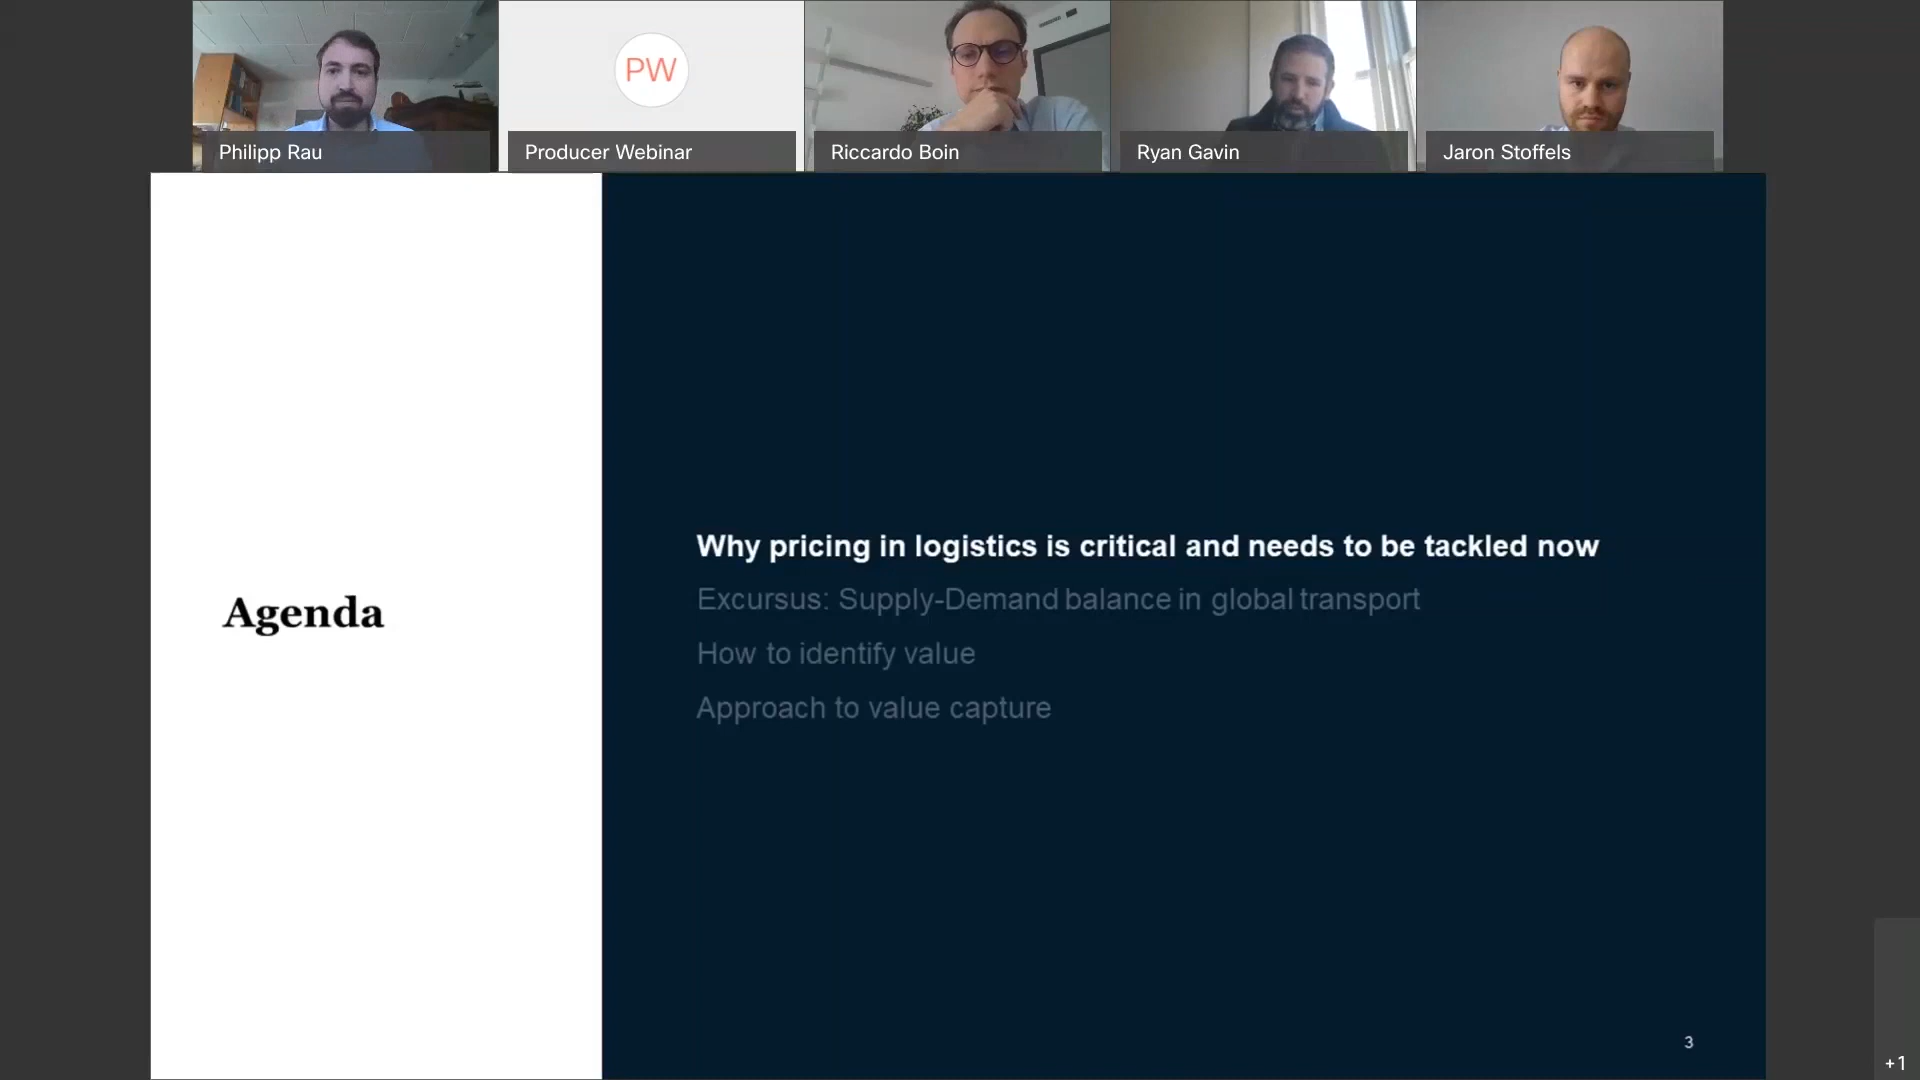 PW
Philipp Rau
Producer Webinar
Riccardo Boin
Ryan Gavin
Jaron Stoffels
Agenda
Why pricing in logistics is critical and needs to be tackled now
Excursus: Supply-Demand balance in global transport
How to identify value
Approach to value capture
3
+1